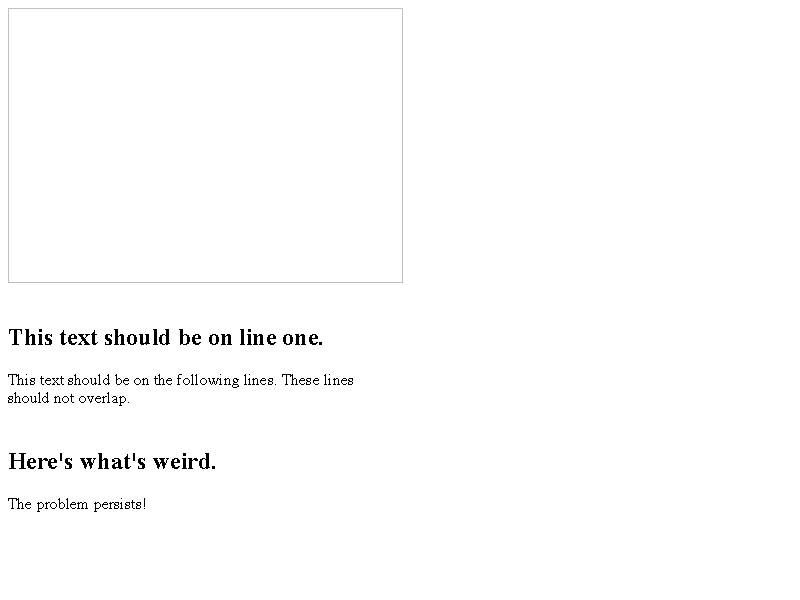 This text should be on line one.
This text should be on the following lines. These lines
should not overlap.
Here's what's weird.
The problem persists!